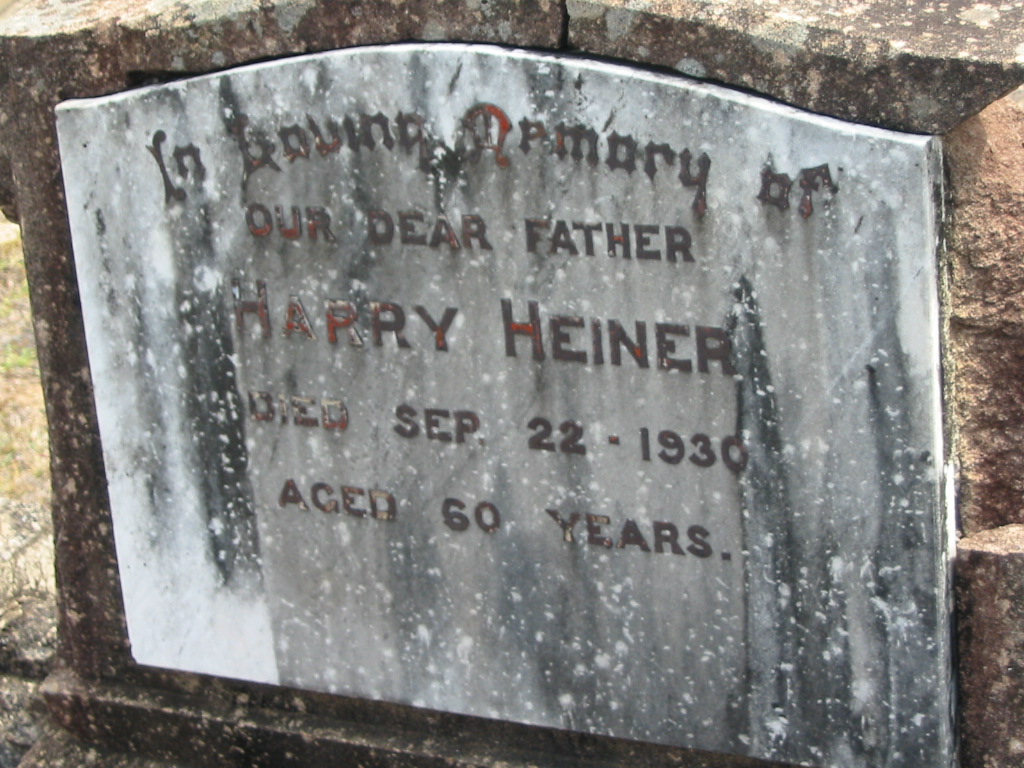 In Loving Memory of
OUR DEAR FATHER
HARRY HEINER
DIED SEP. 22 - 1930
AGED 60 YEARS.